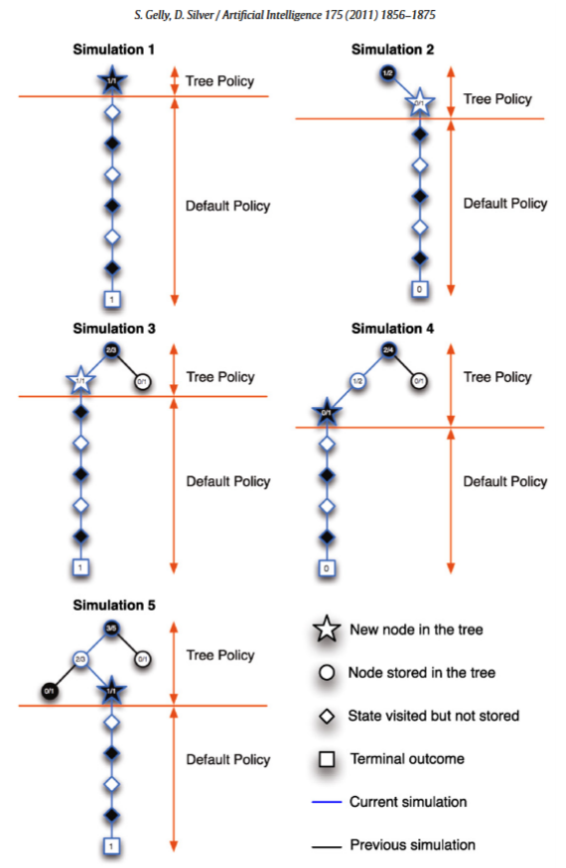 S. Gelly, D. Silver / Artificial Intelligence 175 (2011) 1856–1875
Simulation 1
1/1
Tree Policy
Default Policy
1
Simulation 2
1/2
0/1
Tree Policy
Default Policy
0
Simulation 3
2/3
1/1
0/1
Tree Policy
Default Policy
1
Simulation 4
2/4
1/2
0/1
0/1
Tree Policy
Default Policy
0
Simulation 5
3/5
2/3
0/1
0/1
1/1
Tree Policy
Default Policy
1
New node in the tree
Node stored in the tree
State visited but not stored
Terminal outcome
Current simulation
Previous simulation